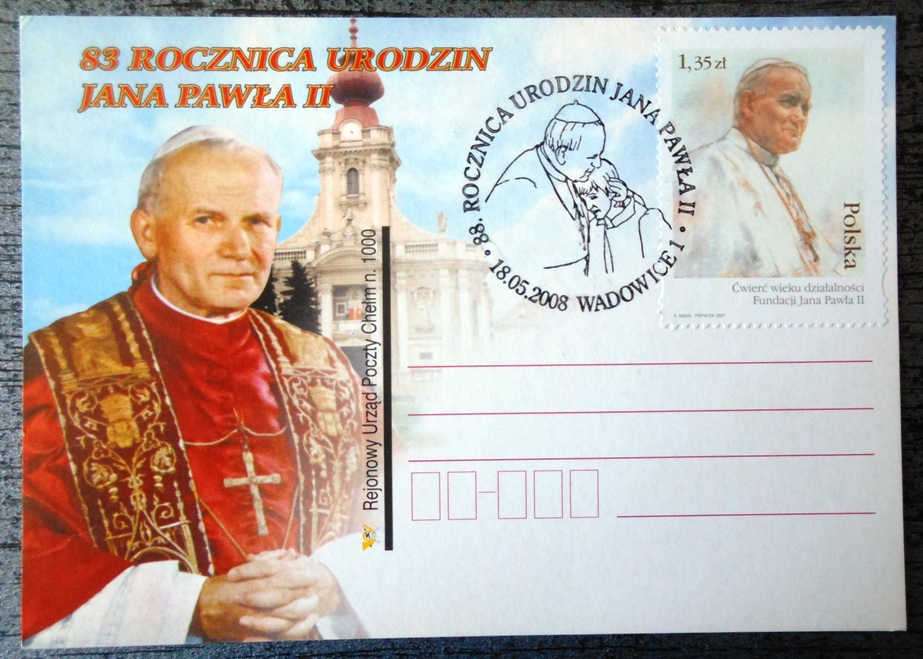 83 ROCZNICA URODZIN
JANA PAWŁA II
Rejonowy Urząd Poczty Chełm n. 1000
88. ROCZNICA URODZIN JANA PAWŁA II
• 18.05.2008 WADOWICE 1 •
1,35 zł
Polska
Ćwierć wieku działalności
Fundacji Jana Pawła II